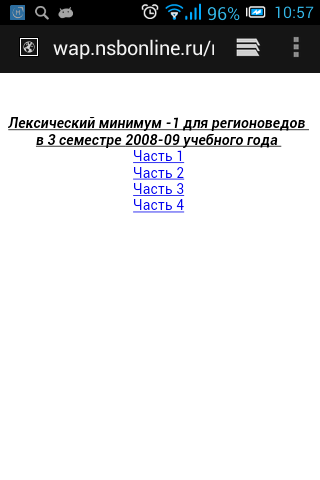 96% 10:57
wap.nsbonline.ru/
Лексический минимум -1 для регионоведов
в 3 семестре 2008-09 учебного года
Часть 1
Часть 2
Часть 3
Часть 4